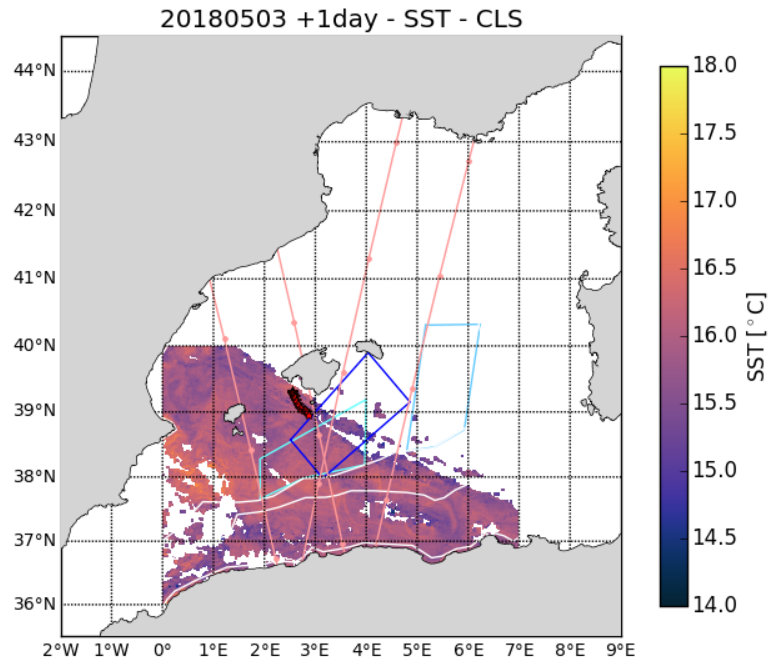 20180503 +1day - SST - CLS
44°N
43°N
42°N
41°N
40°N
39°N
38°N
37°N
36°N
2°W 1°W 0° 1°E 2°E 3°E 4°E 5°E 6°E 7°E 8°E 9°E
18.0
17.5
17.0
16.5
16.0
15.5
15.0
14.5
14.0
SST [°C]